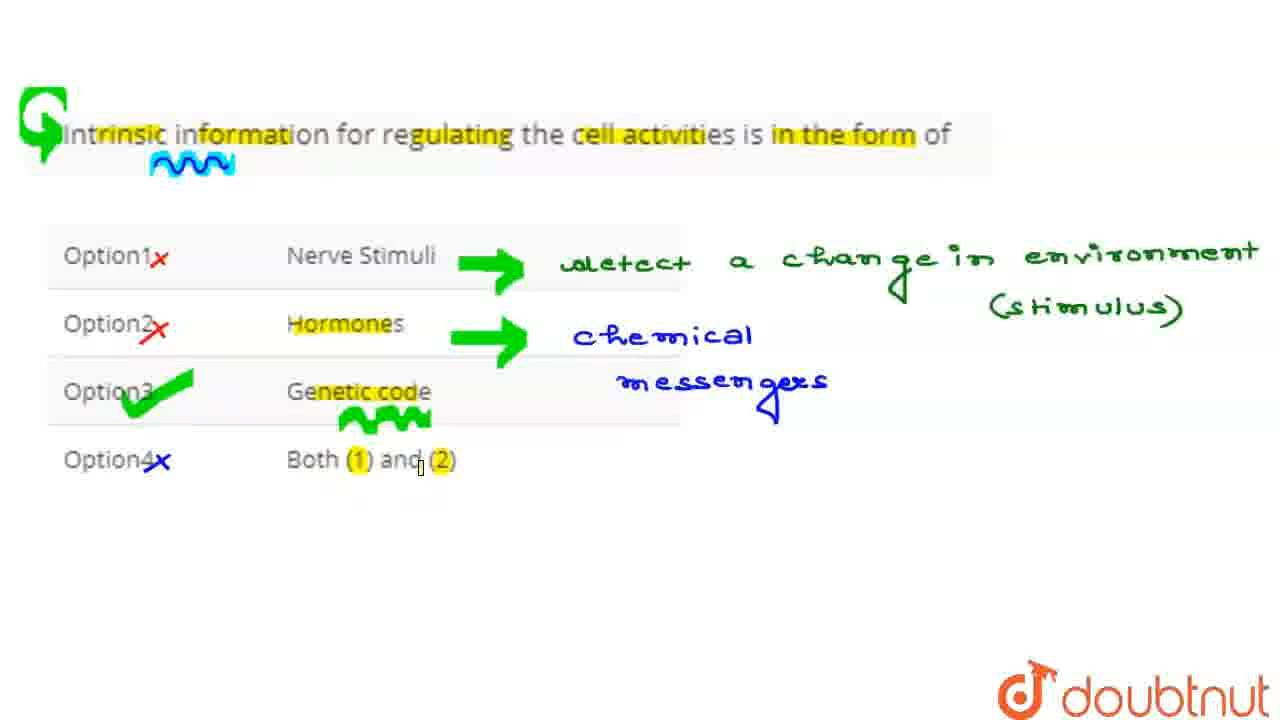 Intrinsic information for regulating the cell activities is in the form of
Option1 Nerve Stimuli detect a change in environment
(stimulus)
Option2 Hormones chemical
messengers
Option3 Genetic code
Option4 Both (1) and (2)
doubtnut